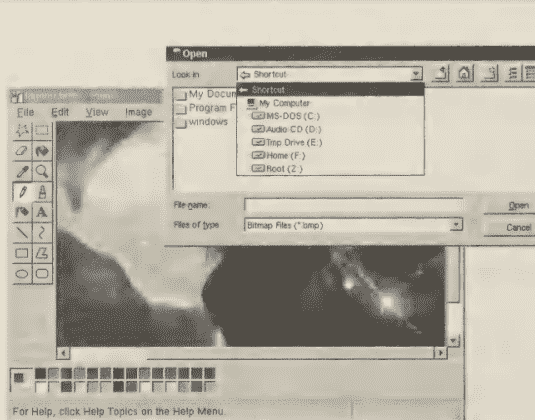 Open
Look in
Shortcut
Shortcut
My Computer
MS-DOS (C:)
Audio CD (D:)
Tmp Drive (E:)
Home (F:)
Root (Z:)
My Docum
Program F
windows
File name:
Open
Files of type
Bitmap Files (*.bmp)
Cancel
File Edit View Image
A
For Help, click Help Topics on the Help Menu.